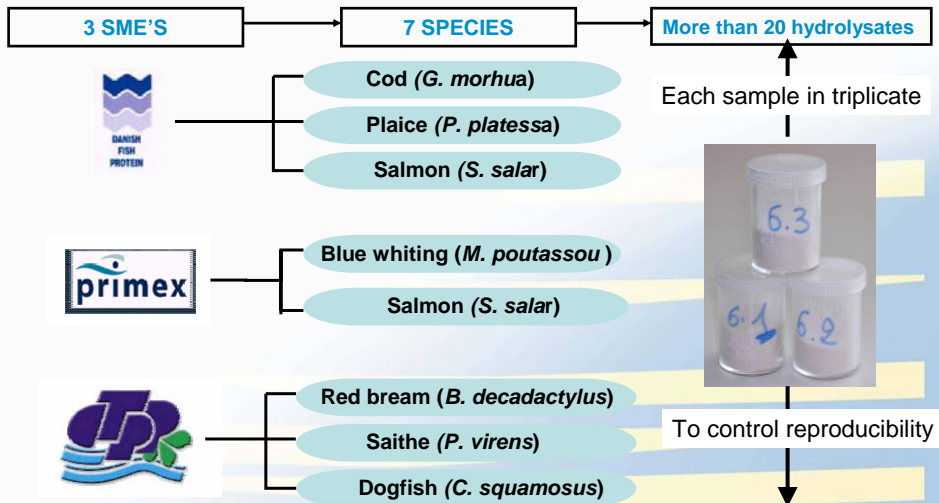 3 SME'S
7 SPECIES
More than 20 hydrolysates
DANISH
FISH
PROTEIN
Cod (G. morhua)
Plaice (P. platessa)
Salmon (S. salar)
Each sample in triplicate
6.3
6.1
6.2
primex
Blue whiting (M. poutassou )
Salmon (S. salar)
CTPP
Red bream (B. decadactylus)
Saithe (P. virens)
Dogfish (C. squamosus)
To control reproducibility